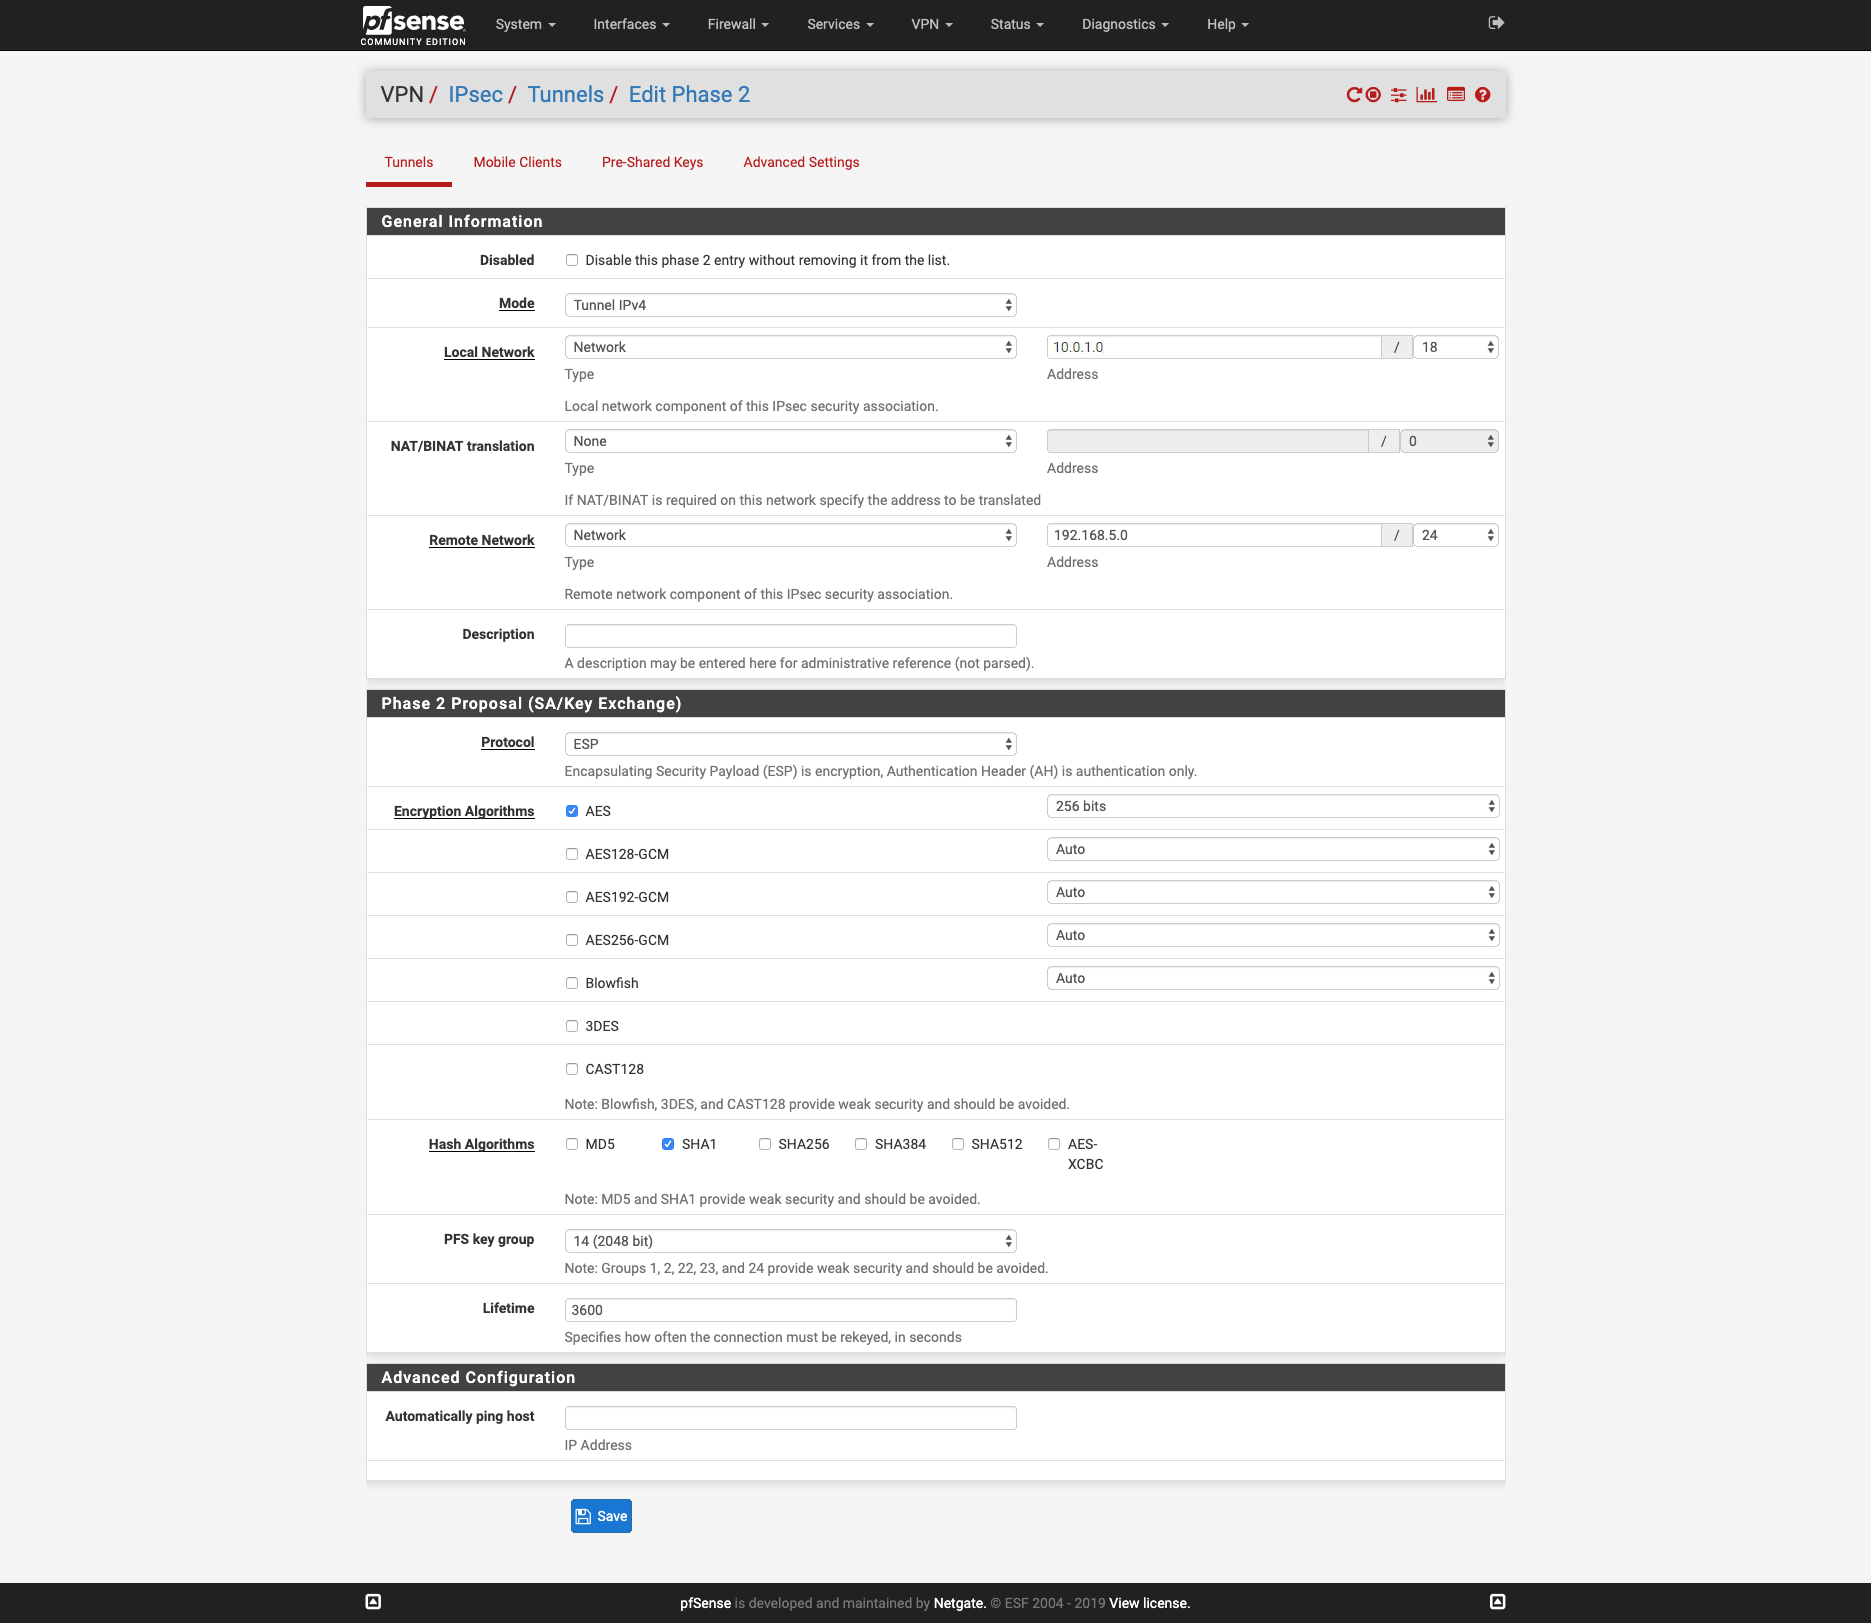 pfsense
COMMUNITY EDITION
System Interfaces Firewall Services VPN Status Diagnostics Help
VPN / IPsec / Tunnels / Edit Phase 2
Tunnels Mobile Clients Pre-Shared Keys Advanced Settings
General Information
Disabled Disable this phase 2 entry without removing it from the list.
Mode Tunnel IPv4
Local Network Network 10.0.1.0 / 18
Type Address
Local network component of this IPsec security association.
NAT/BINAT translation None / 0
Type Address
If NAT/BINAT is required on this network specify the address to be translated
Remote Network Network 192.168.5.0 / 24
Type Address
Remote network component of this IPsec security association.
Description
A description may be entered here for administrative reference (not parsed).
Phase 2 Proposal (SA/Key Exchange)
Protocol ESP
Encapsulating Security Payload (ESP) is encryption, Authentication Header (AH) is authentication only.
Encryption Algorithms AES 256 bits
AES128-GCM Auto
AES192-GCM Auto
AES256-GCM Auto
Blowfish Auto
3DES
CAST128
Note: Blowfish, 3DES, and CAST128 provide weak security and should be avoided.
Hash Algorithms MD5 SHA1 SHA256 SHA384 SHA512 AES-
XCBC
Note: MD5 and SHA1 provide weak security and should be avoided.
PFS key group 14 (2048 bit)
Note: Groups 1, 2, 22, 23, and 24 provide weak security and should be avoided.
Lifetime 3600
Specifies how often the connection must be rekeyed, in seconds
Advanced Configuration
Automatically ping host
IP Address
Save
pfSense is developed and maintained by Netgate. © ESF 2004 - 2019 View license.